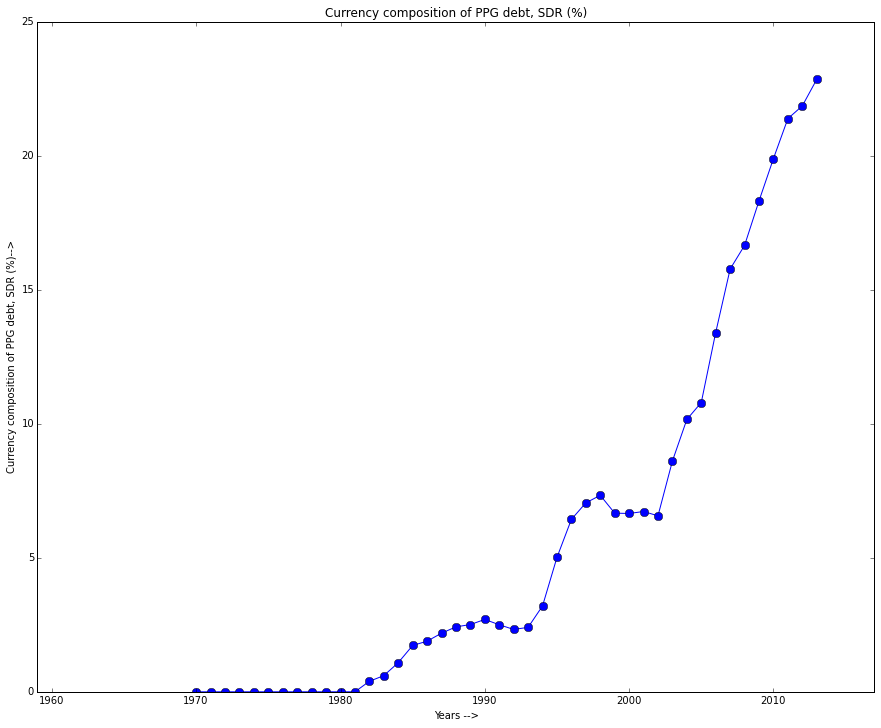 Currency composition of PPG debt, SDR (%)
25
20
15
10
5
0
Currency composition of PPG debt, SDR (%)-->
1960 1970 1980 1990 2000 2010
Years -->